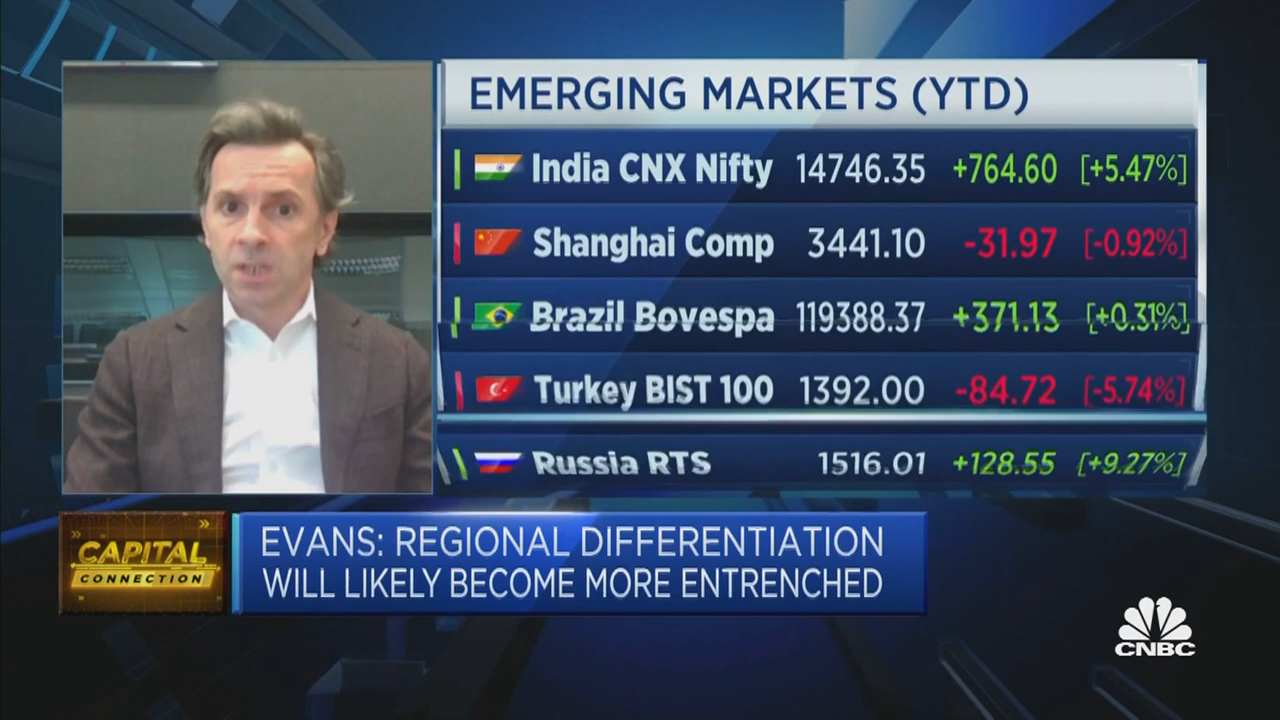 EMERGING MARKETS (YTD)
India CNX Nifty 14746.35 +764.60 [+5.47%]
Shanghai Comp 3441.10 -31.97 [-0.92%]
Brazil Bovespa 119388.37 +371.13 [+0.31%]
Turkey BIST 100 1392.00 -84.72 [-5.74%]
Russia RTS 1516.01 +128.55 [+9.27%]
CAPITAL
CONNECTION
EVANS: REGIONAL DIFFERENTIATION
WILL LIKELY BECOME MORE ENTRENCHED
CNBC